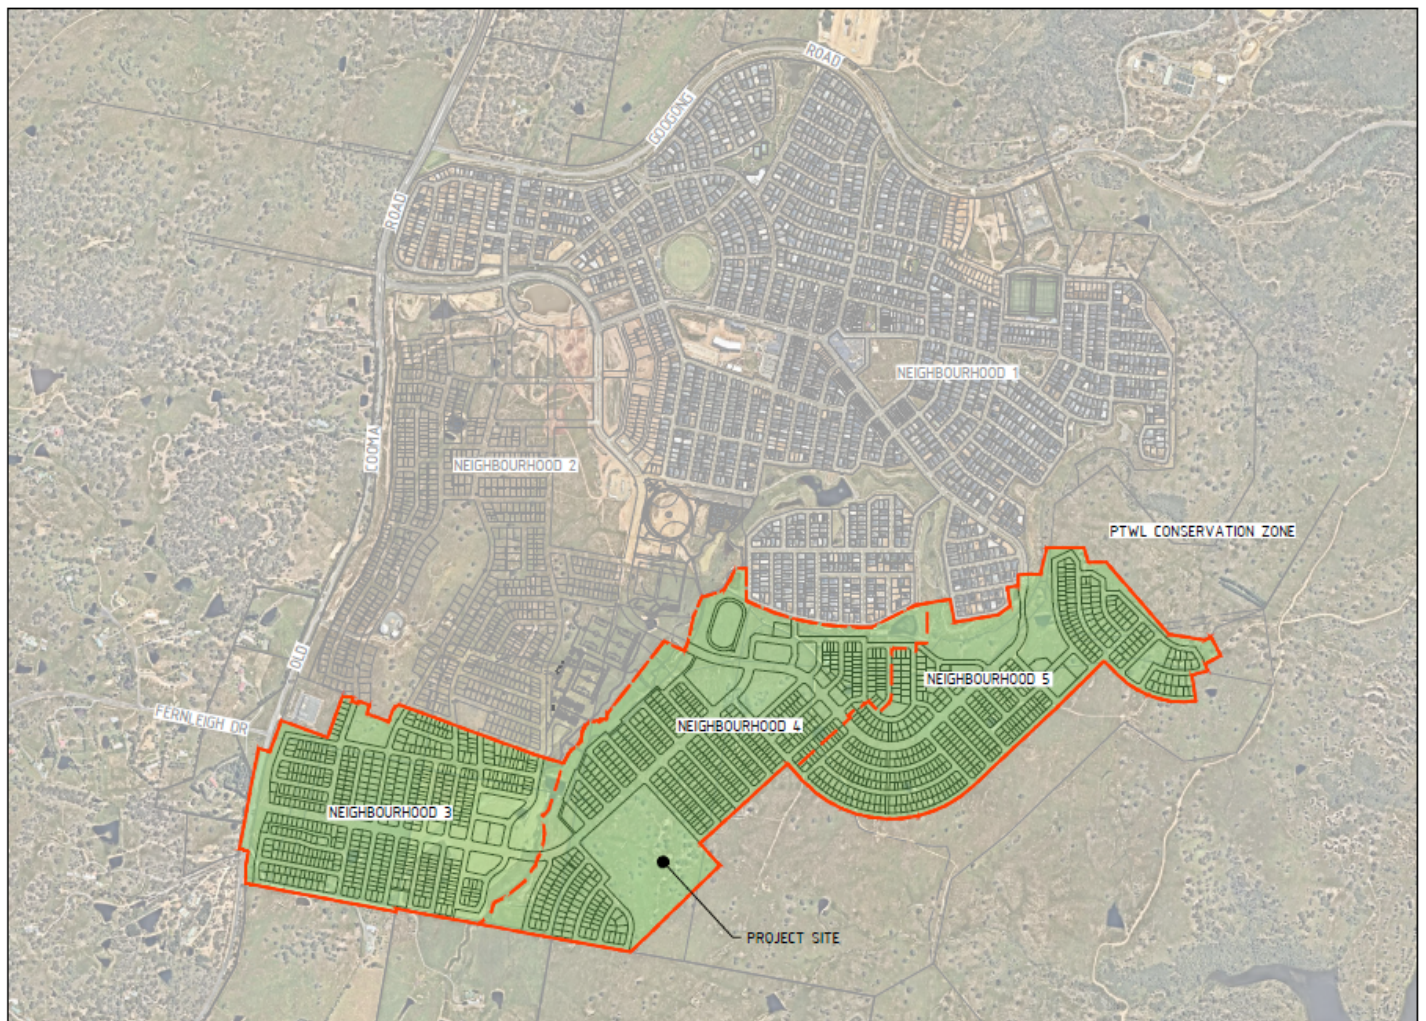 ROAD
GOOGONG
ROAD
NEIGHBOURHOOD 1
COOMA
NEIGHBOURHOOD 2
PTWL CONSERVATION ZONE
OLD
NEIGHBOURHOOD 5
FERNLEIGH DR
NEIGHBOURHOOD 4
NEIGHBOURHOOD 3
PROJECT SITE